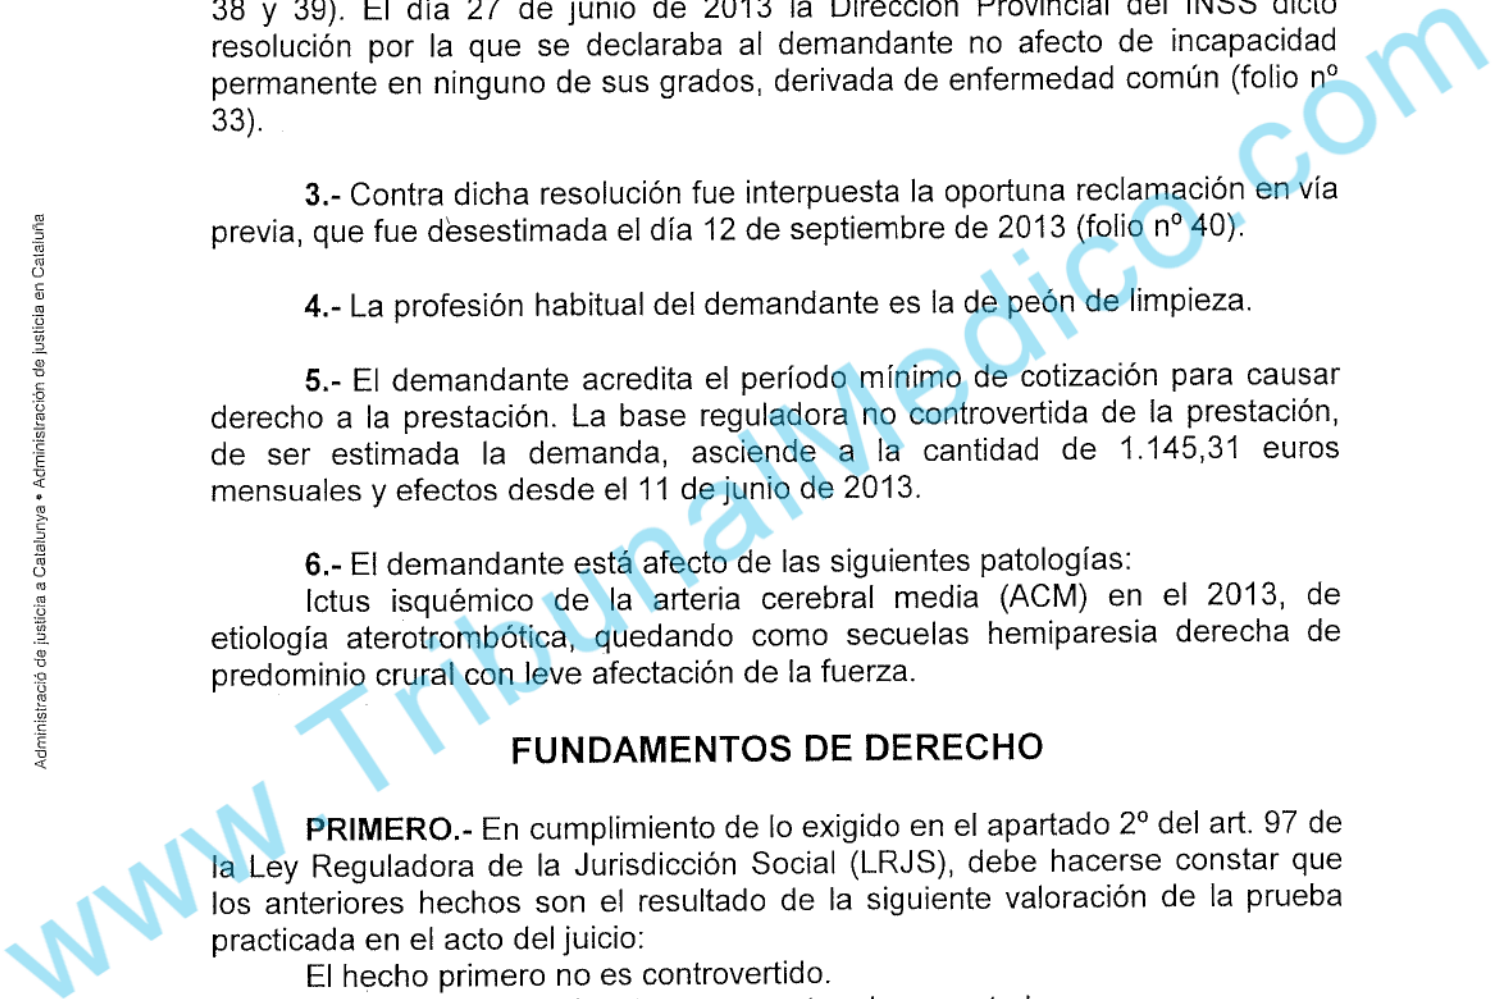 38 y 39). El día 27 de junio de 2013 la Dirección Provincial del INSS dictó
resolución por la que se declaraba al demandante no afecto de incapacidad
permanente en ninguno de sus grados, derivada de enfermedad común (folio nº
33).
3.- Contra dicha resolución fue interpuesta la oportuna reclamación en vía
previa, que fue desestimada el día 12 de septiembre de 2013 (folio nº 40).
4.- La profesión habitual del demandante es la de peón de limpieza.
5.- El demandante acredita el período mínimo de cotización para causar
derecho a la prestación. La base reguladora no controvertida de la prestación,
de ser estimada la demanda, asciende a la cantidad de 1.145,31 euros
mensuales y efectos desde el 11 de junio de 2013.
6.- El demandante está afecto de las siguientes patologías:
Ictus isquémico de la arteria cerebral media (ACM) en el 2013, de
etiología aterotrombótica, quedando como secuelas hemiparesia derecha de
predominio crural con leve afectación de la fuerza.
FUNDAMENTOS DE DERECHO
PRIMERO.- En cumplimiento de lo exigido en el apartado 2º del art. 97 de
la Ley Reguladora de la Jurisdicción Social (LRJS), debe hacerse constar que
los anteriores hechos son el resultado de la siguiente valoración de la prueba
practicada en el acto del juicio:
El hecho primero no es controvertido.
Administració de justícia a Catalunya • Administración de justicia en Cataluña
www.TribunalMedico.com